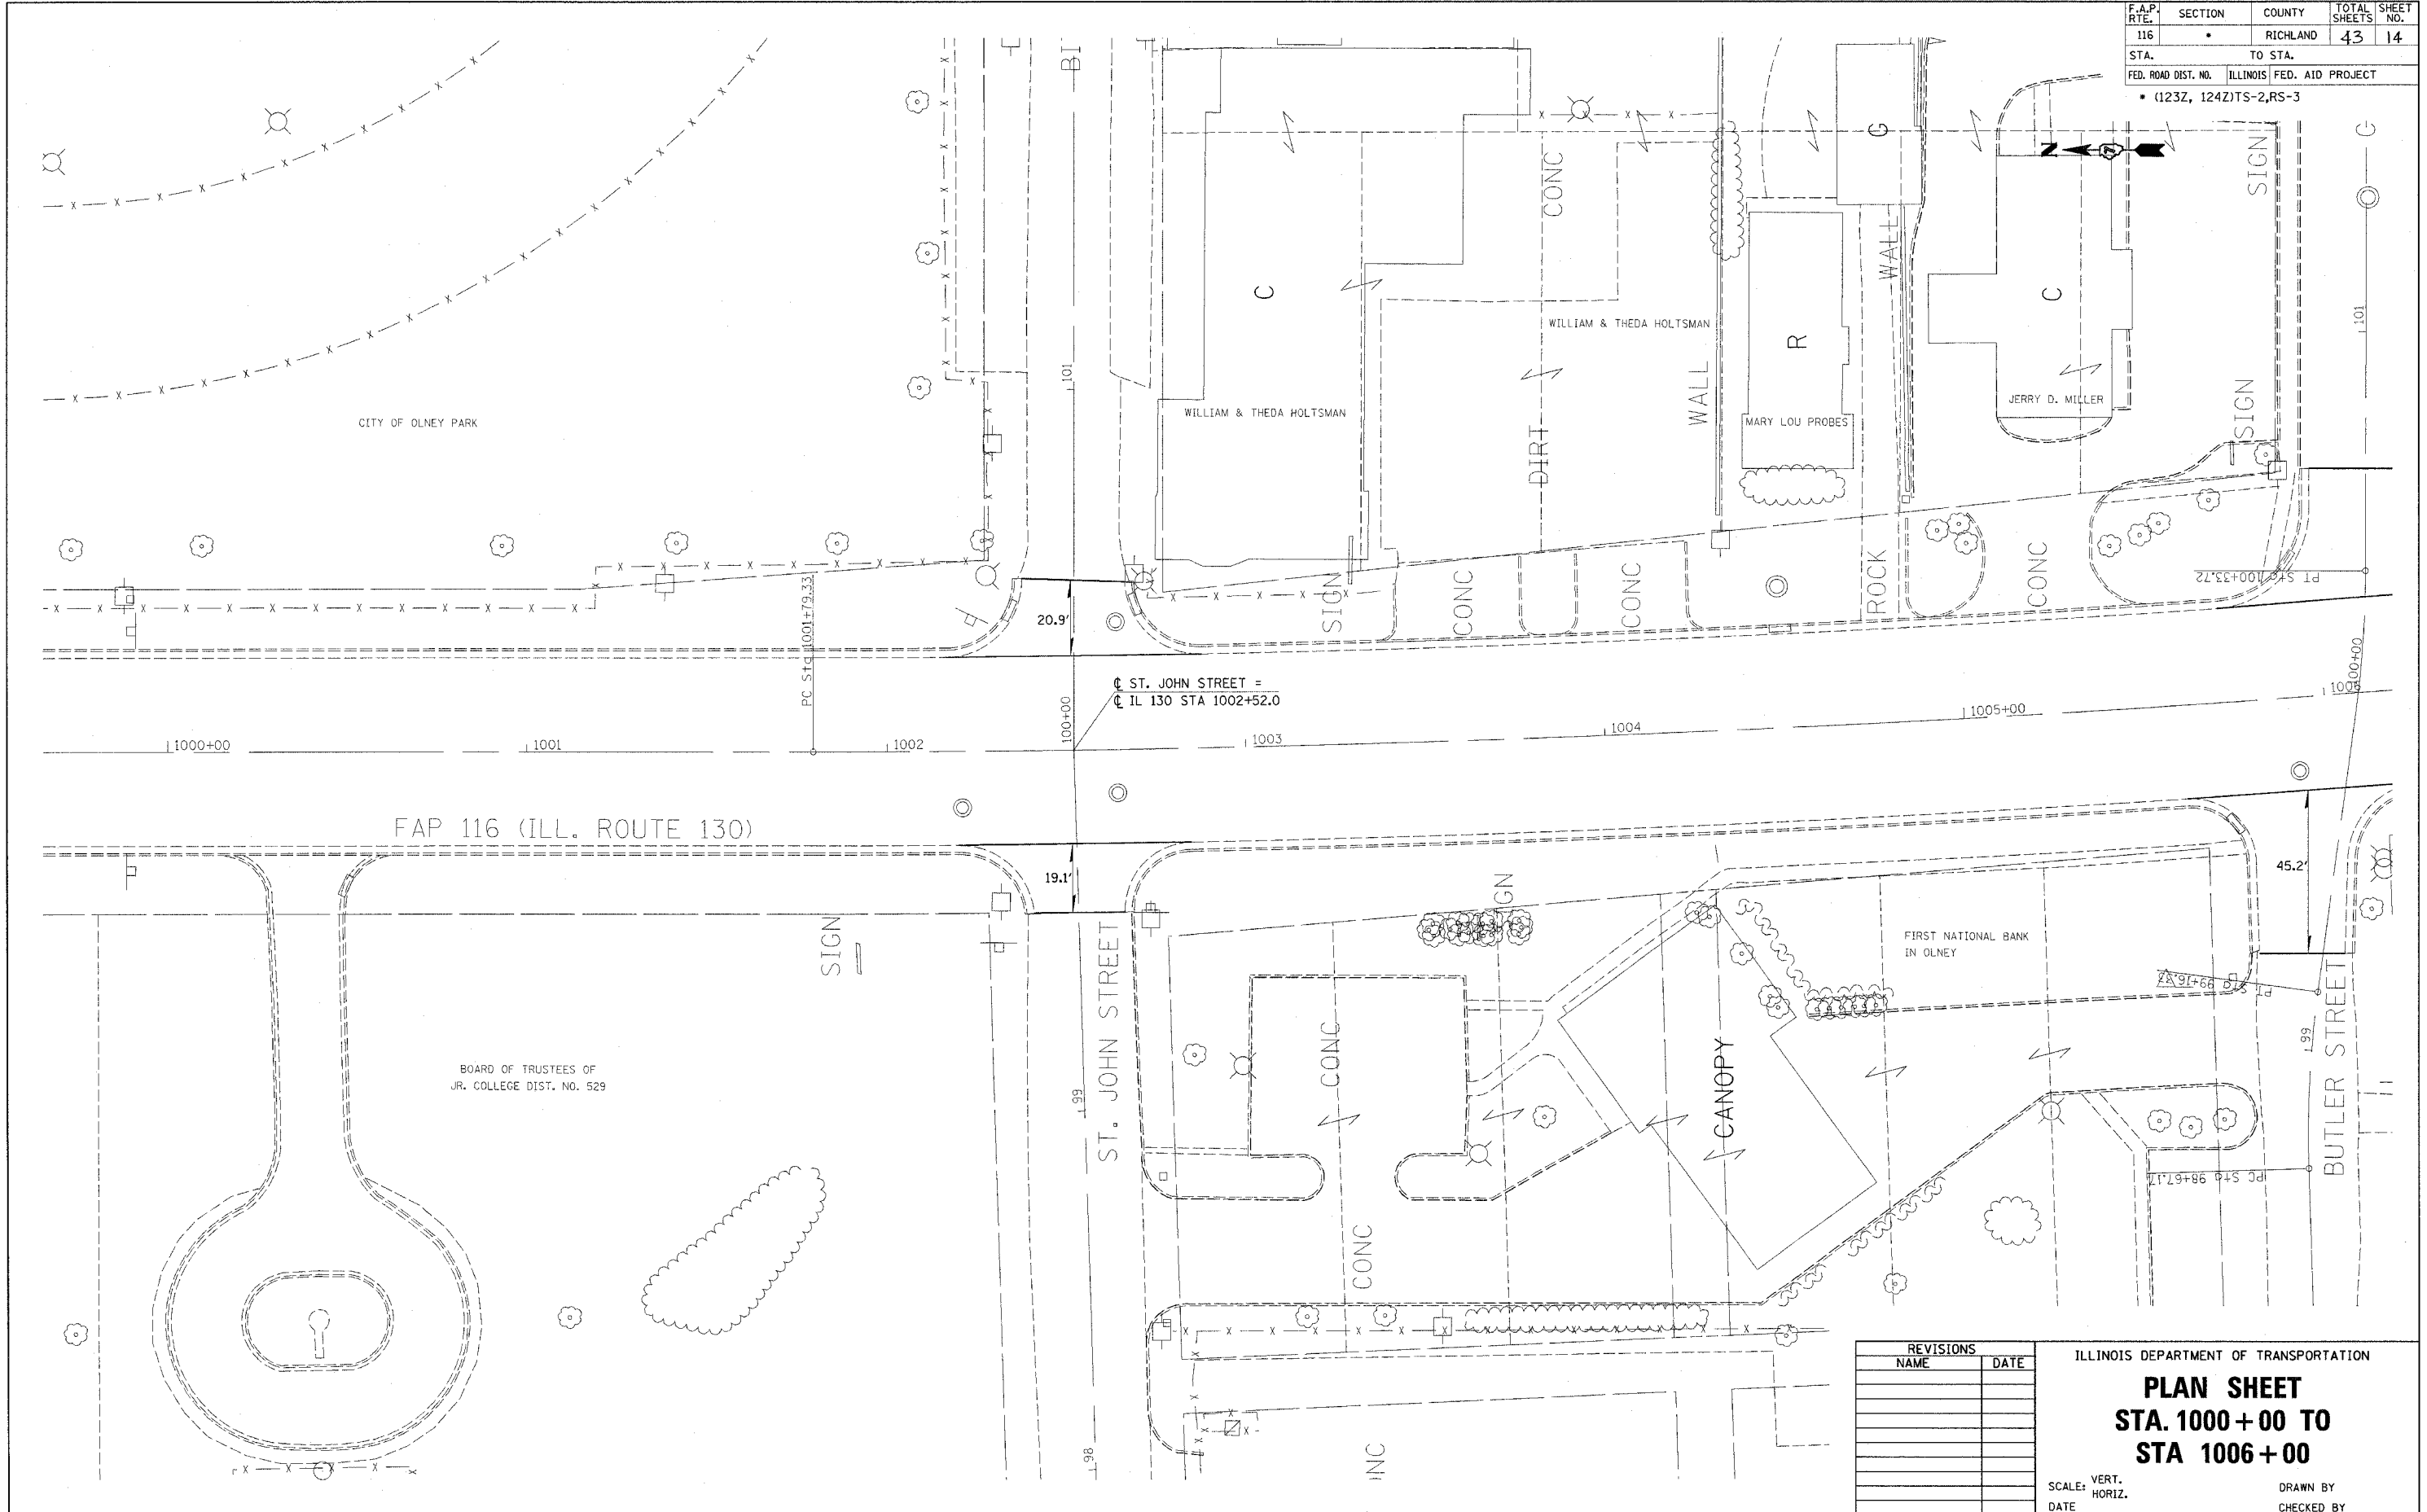 F.A.P. RTE. SECTION COUNTY TOTAL SHEETS SHEET NO.
116 • RICHLAND 43 14
STA. TO STA.
FED. ROAD DIST. NO. ILLINOIS FED. AID PROJECT
* (123Z, 124Z)TS-2,RS-3
BI
CONC
G
N
SIGN
G
C
WALL
C
101
WILLIAM & THEDA HOLTSMAN
R
101
WALL
JERRY D. MILLER
SIGN
CITY OF OLNEY PARK
WILLIAM & THEDA HOLTSMAN
MARY LOU PROBES
DIRT
PC Sta 1001+79.33
20.9'
SIGN
CONC
CONC
ROCK
CONC
PT Sta 100+33.72
℄ ST. JOHN STREET =
℄ IL 130 STA 1002+52.0
100+00
100+00
1000+00
1001
1002
1003
1004
1005+00
1006
FAP 116 (ILL. ROUTE 130)
19.1'
45.2'
SIGN
GN
FIRST NATIONAL BANK
IN OLNEY
PT Sta 99+16.33
ST. JOHN STREET
CONC
CANOPY
99
BUTLER STREET
BOARD OF TRUSTEES OF
JR. COLLEGE DIST. NO. 529
99
PC Sta 98+67.17
CONC
98
NC
REVISIONS
NAME DATE
ILLINOIS DEPARTMENT OF TRANSPORTATION
PLAN SHEET
STA. 1000+00 TO
STA 1006+00
SCALE: VERT.
HORIZ.
DRAWN BY
DATE
CHECKED BY